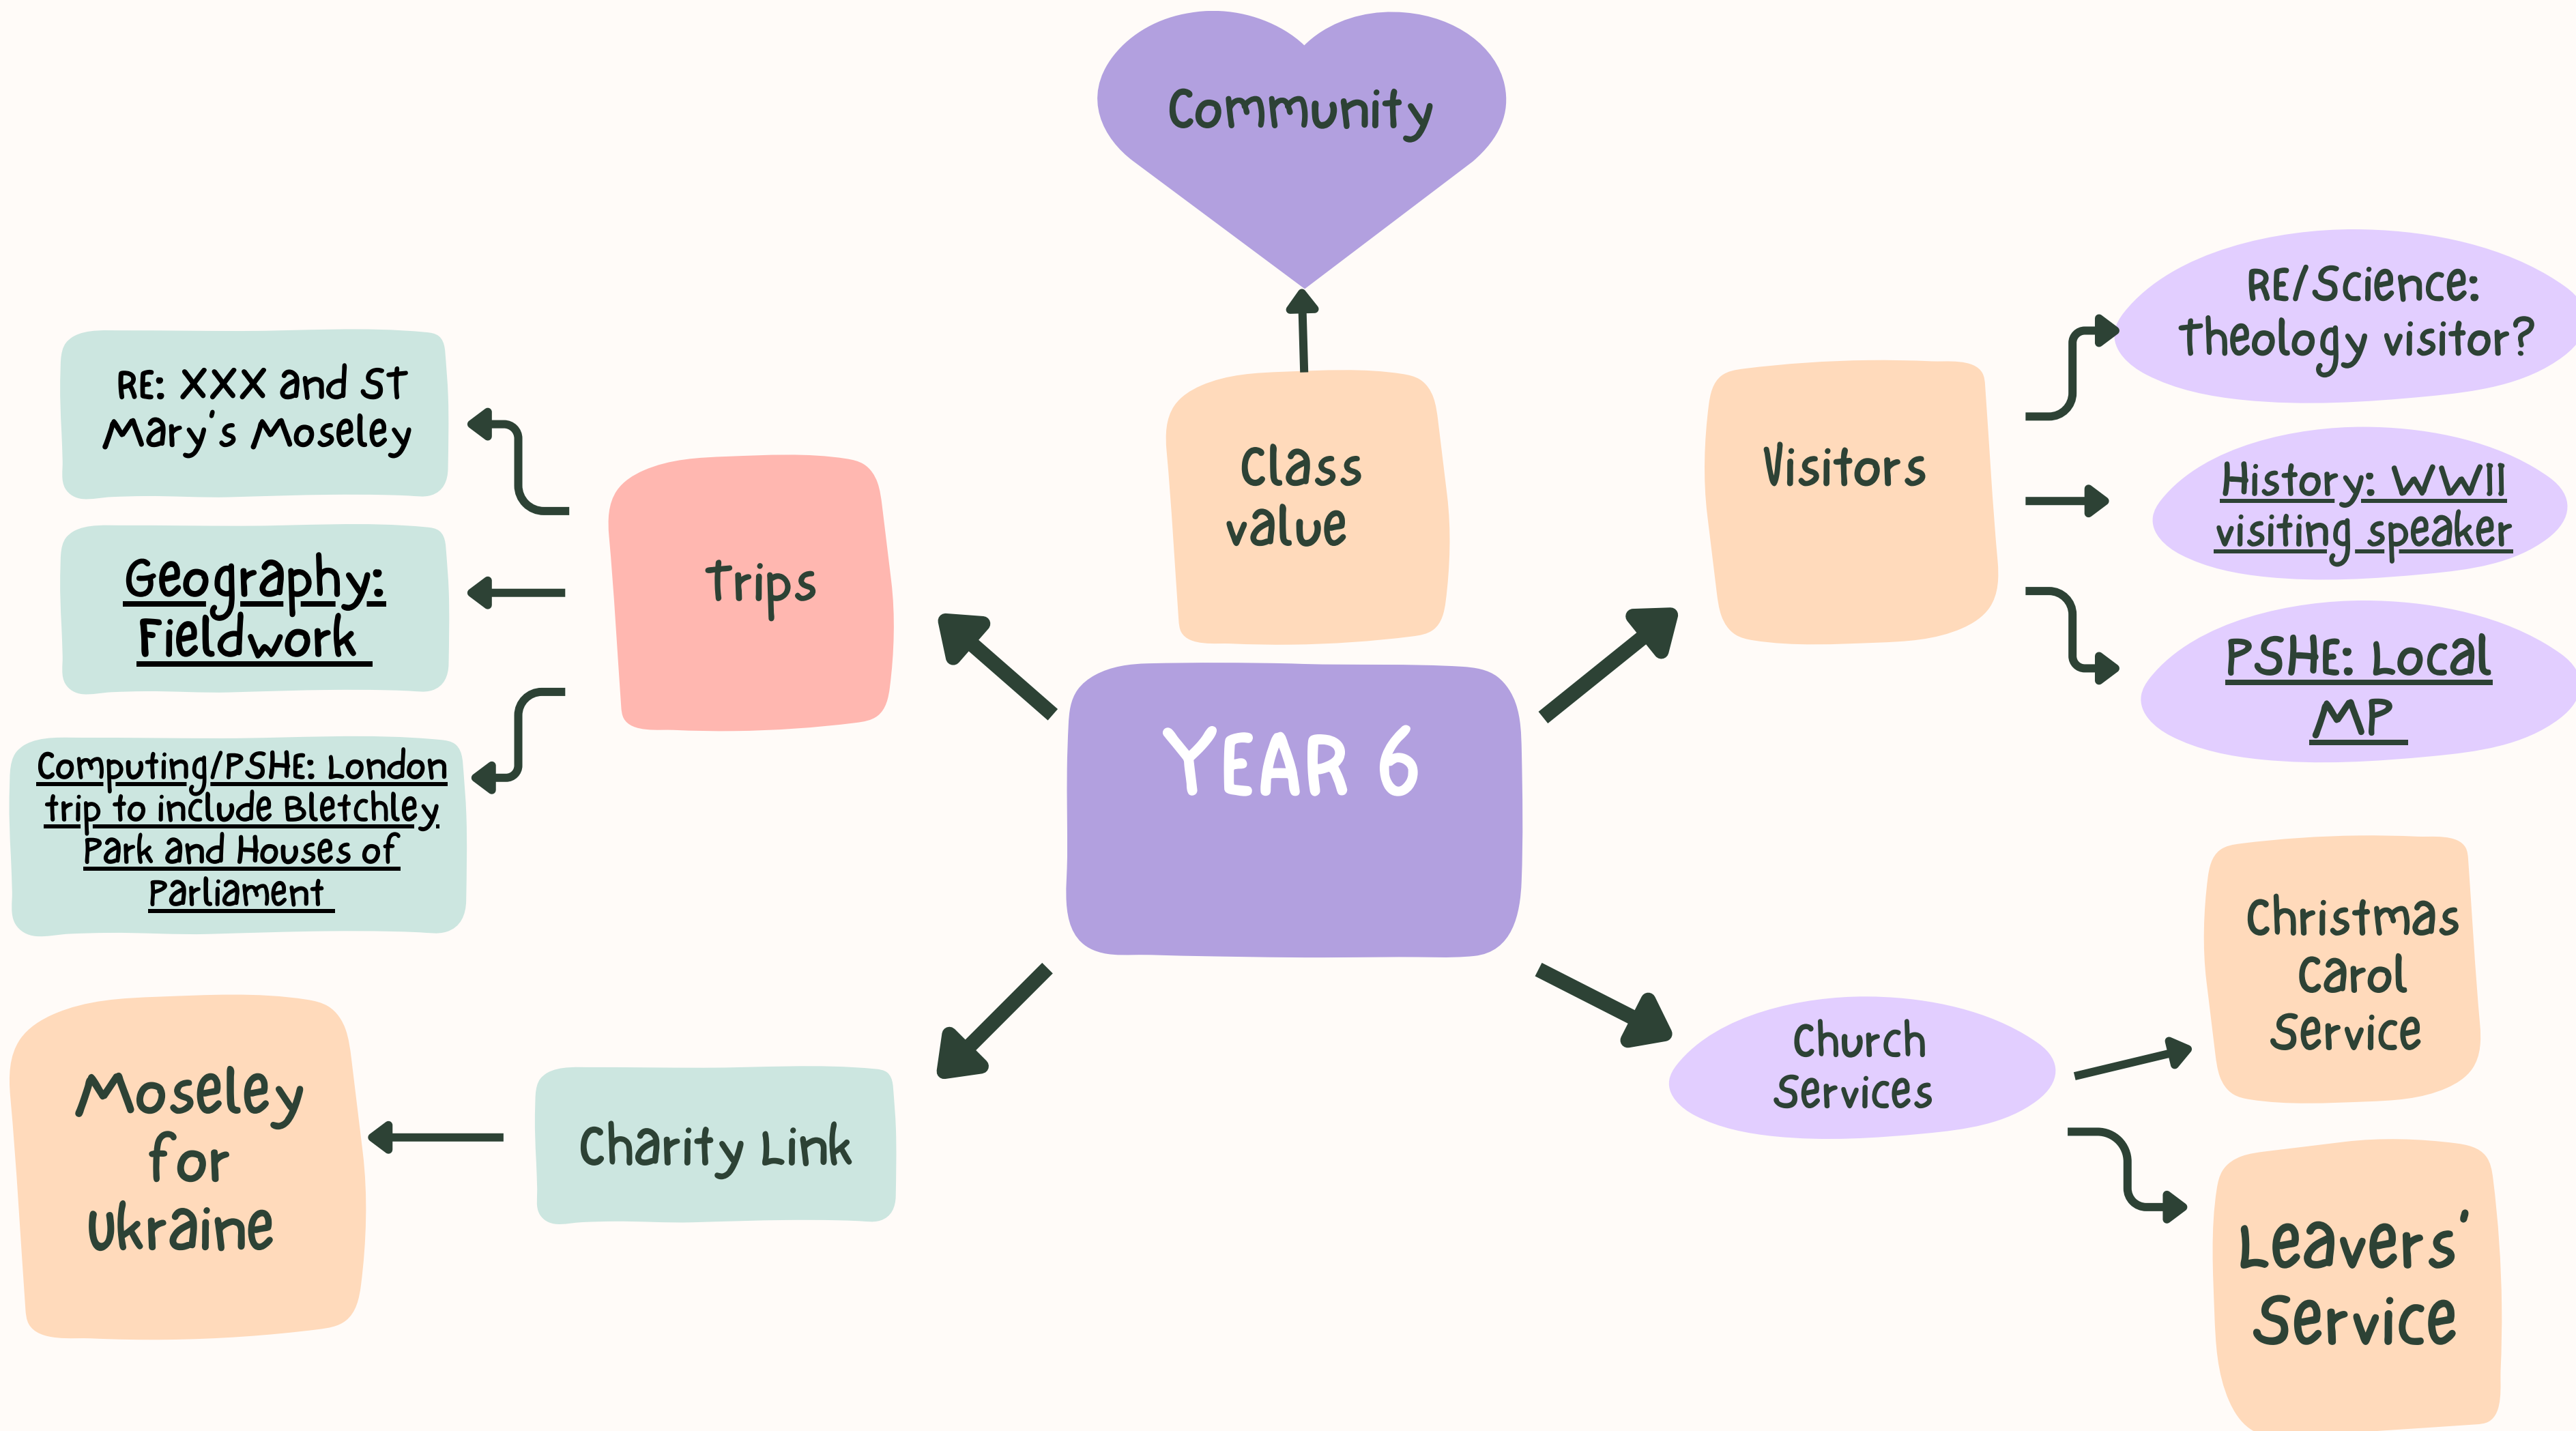 Community
Class
value
YEAR 6
Trips
RE: XXX and St
Mary's Moseley
Geography:
Fieldwork
Computing/PSHE: London
trip to include Bletchley
Park and Houses of
Parliament
Visitors
RE/Science:
Theology visitor?
History: WWII
visiting speaker
PSHE: Local
MP
Charity Link
Moseley
for
Ukraine
Church
Services
Christmas
Carol
Service
Leavers'
Service